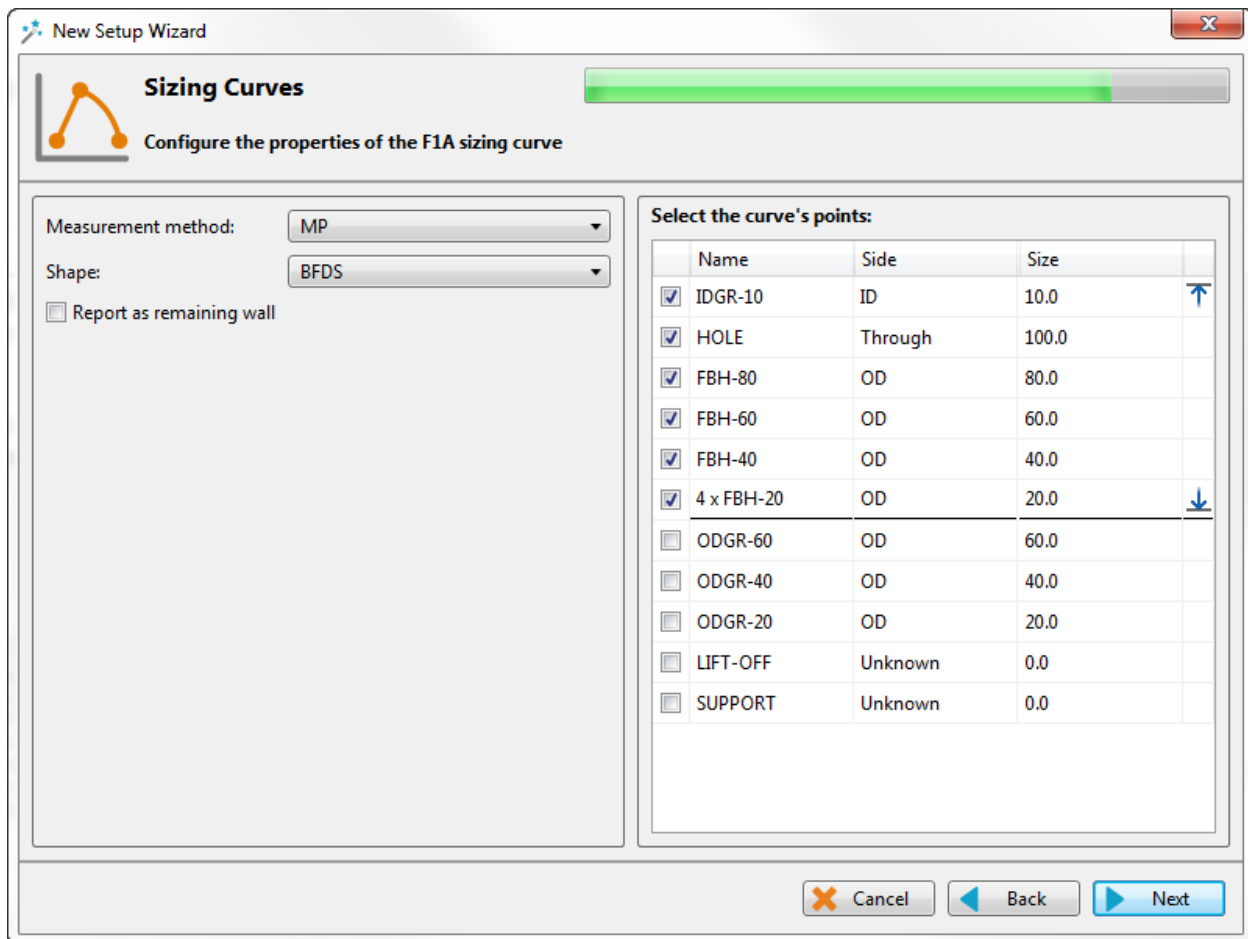 New Setup Wizard
x
Sizing Curves
Configure the properties of the F1A sizing curve
Measurement method: MP
Shape: BFDS
Report as remaining wall
Select the curve's points:
Name Side Size
IDGR-10 ID 10.0
HOLE Through 100.0
FBH-80 OD 80.0
FBH-60 OD 60.0
FBH-40 OD 40.0
4 x FBH-20 OD 20.0
ODGR-60 OD 60.0
ODGR-40 OD 40.0
ODGR-20 OD 20.0
LIFT-OFF Unknown 0.0
SUPPORT Unknown 0.0
Cancel Back Next